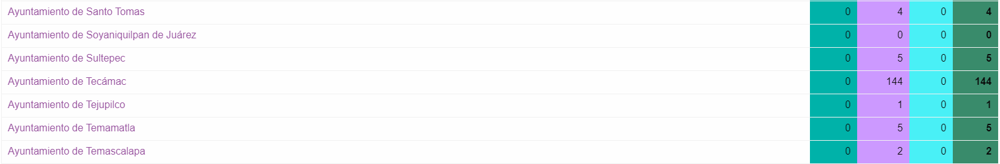 Ayuntamiento de Santo Tomas 0 4 0 4
Ayuntamiento de Soyaniquilpan de Juárez 0 0 0 0
Ayuntamiento de Sultepec 0 5 0 5
Ayuntamiento de Tecámac 0 144 0 144
Ayuntamiento de Tejupilco 0 1 0 1
Ayuntamiento de Temamatla 0 5 0 5
Ayuntamiento de Temascalapa 0 2 0 2